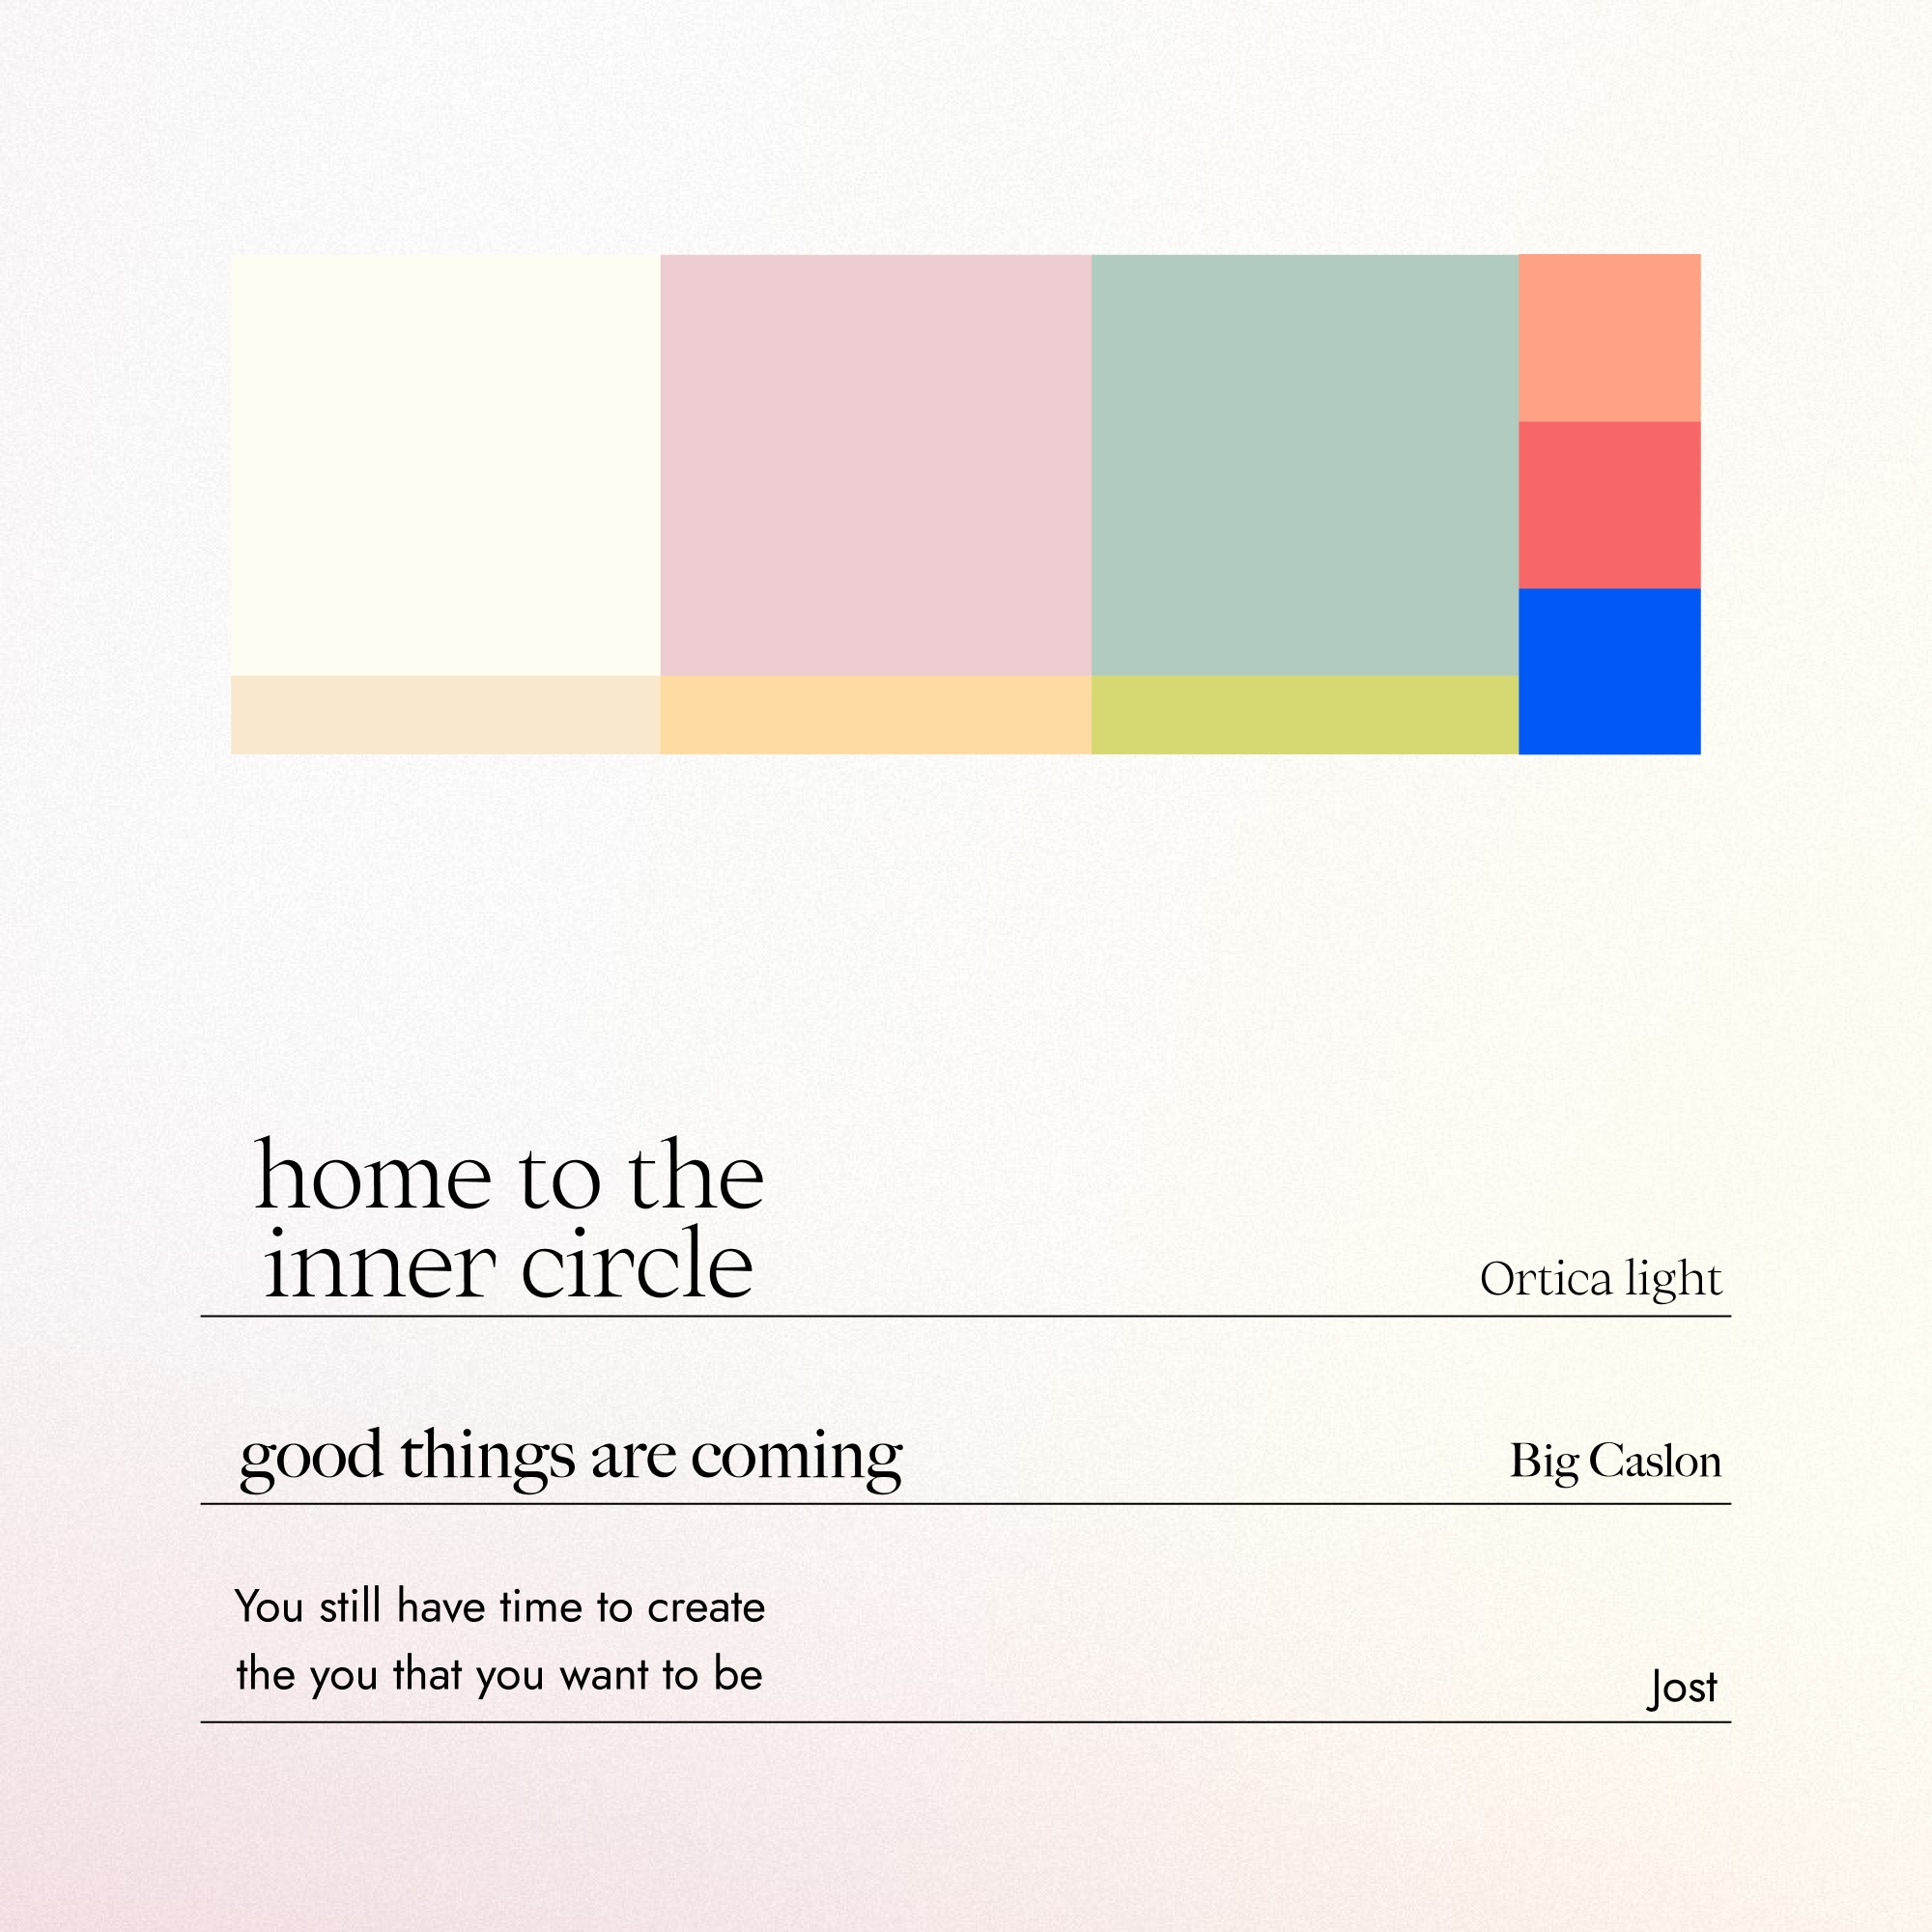 home to the
inner circle
Ortica light
good things are coming
Big Caslon
You still have time to create
the you that you want to be
Jost